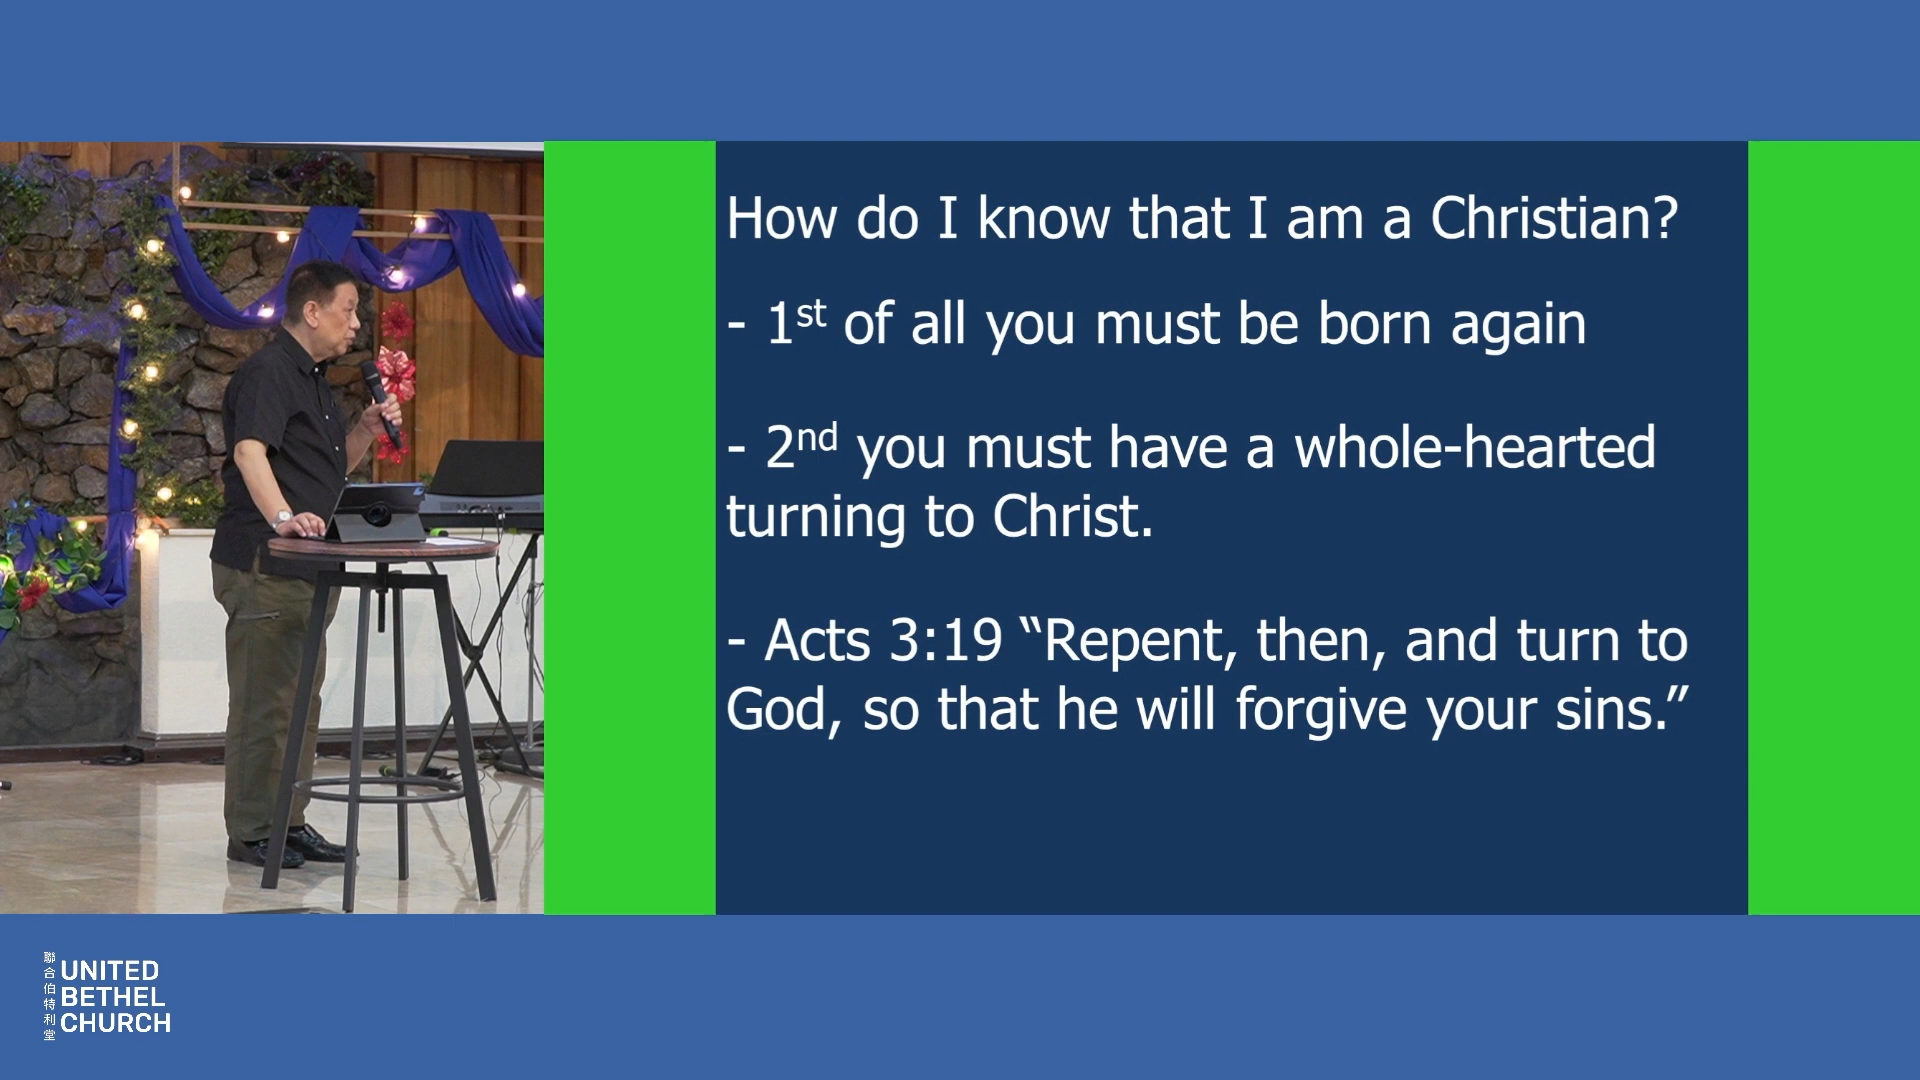 How do I know that I am a Christian?
- 1st of all you must be born again
- 2nd you must have a whole-hearted
turning to Christ.
- Acts 3:19 “Repent, then, and turn to
God, so that he will forgive your sins.”
聯合伯特利堂
UNITED
BETHEL
CHURCH